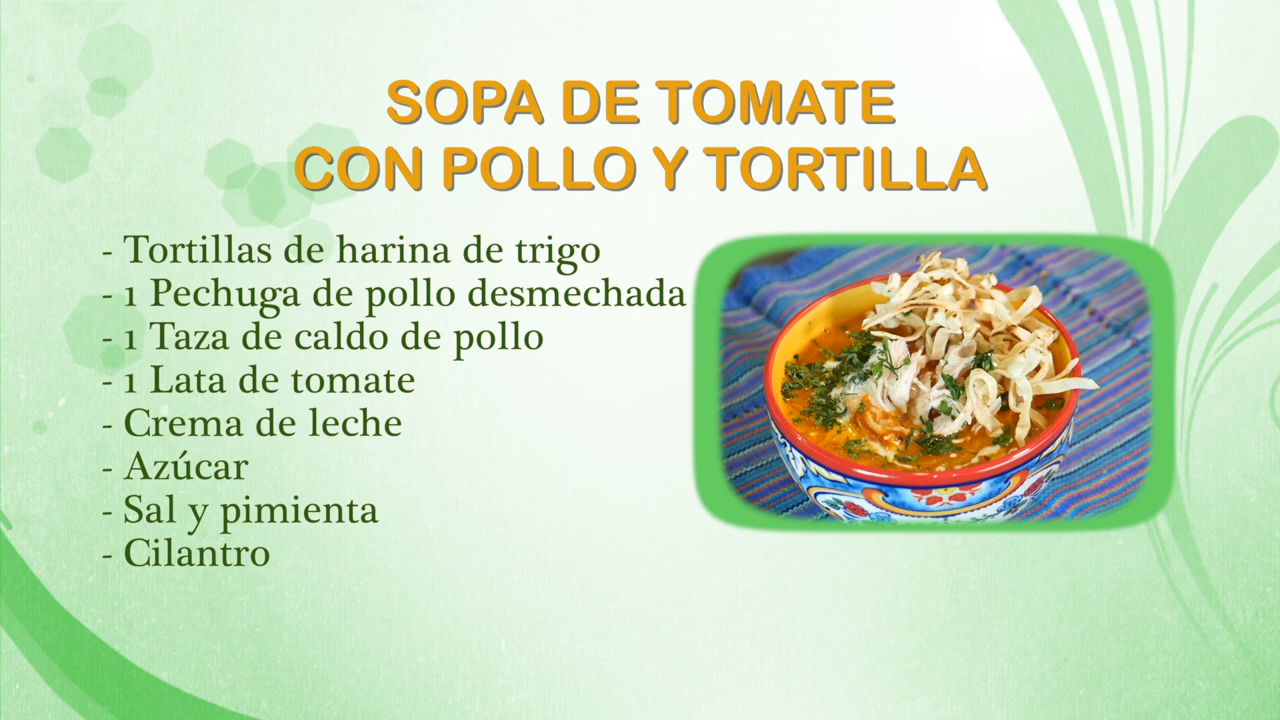 SOPA DE TOMATE
CON POLLO Y TORTILLA
- Tortillas de harina de trigo
- 1 Pechuga de pollo desmechada
- 1 Taza de caldo de pollo
- 1 Lata de tomate
- Crema de leche
- Azúcar
- Sal y pimienta
- Cilantro